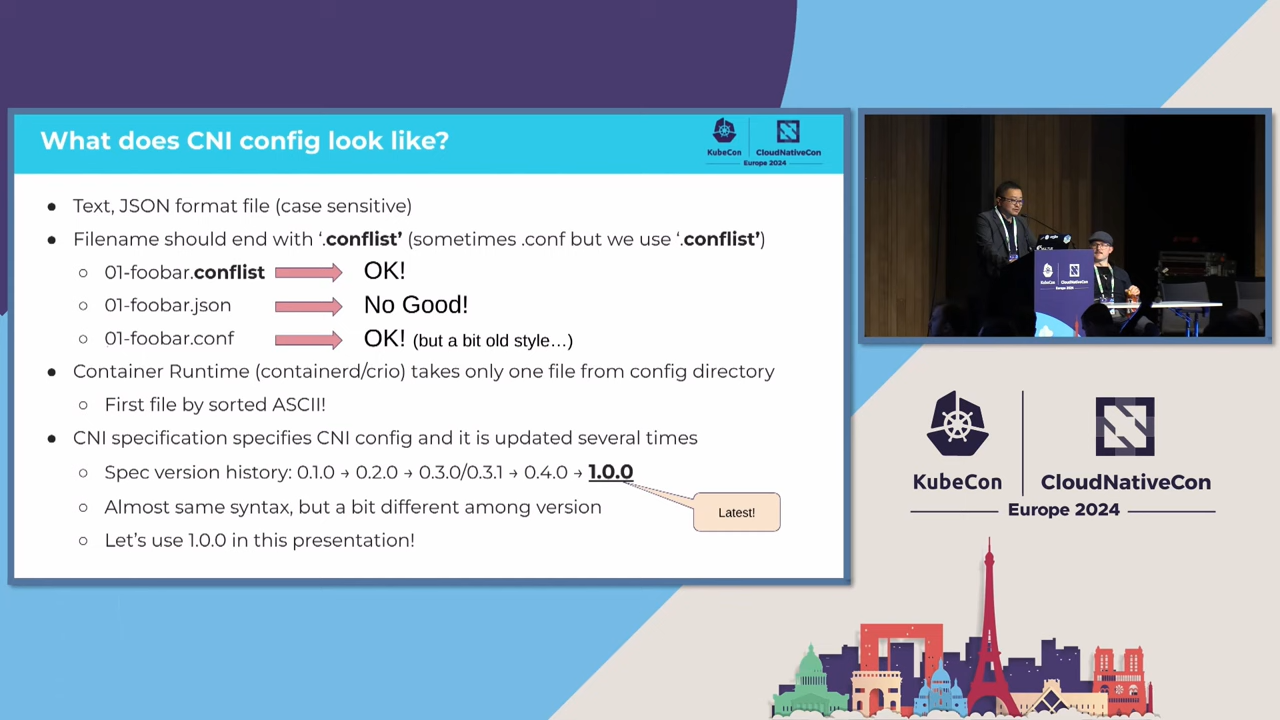 What does CNI config look like?
KubeCon
CloudNativeCon
Europe 2024
● Text, JSON format file (case sensitive)
● Filename should end with ‘.conflist’ (sometimes .conf but we use ‘.conflist’)
○ 01-foobar.conflist OK!
○ 01-foobar.json No Good!
○ 01-foobar.conf OK! (but a bit old style…)
● Container Runtime (containerd/crio) takes only one file from config directory
○ First file by sorted ASCII!
● CNI specification specifies CNI config and it is updated several times
○ Spec version history: 0.1.0 → 0.2.0 → 0.3.0/0.3.1 → 0.4.0 → 1.0.0
Latest!
○ Almost same syntax, but a bit different among version
○ Let’s use 1.0.0 in this presentation!
KubeCon
CloudNativeCon
Europe 2024